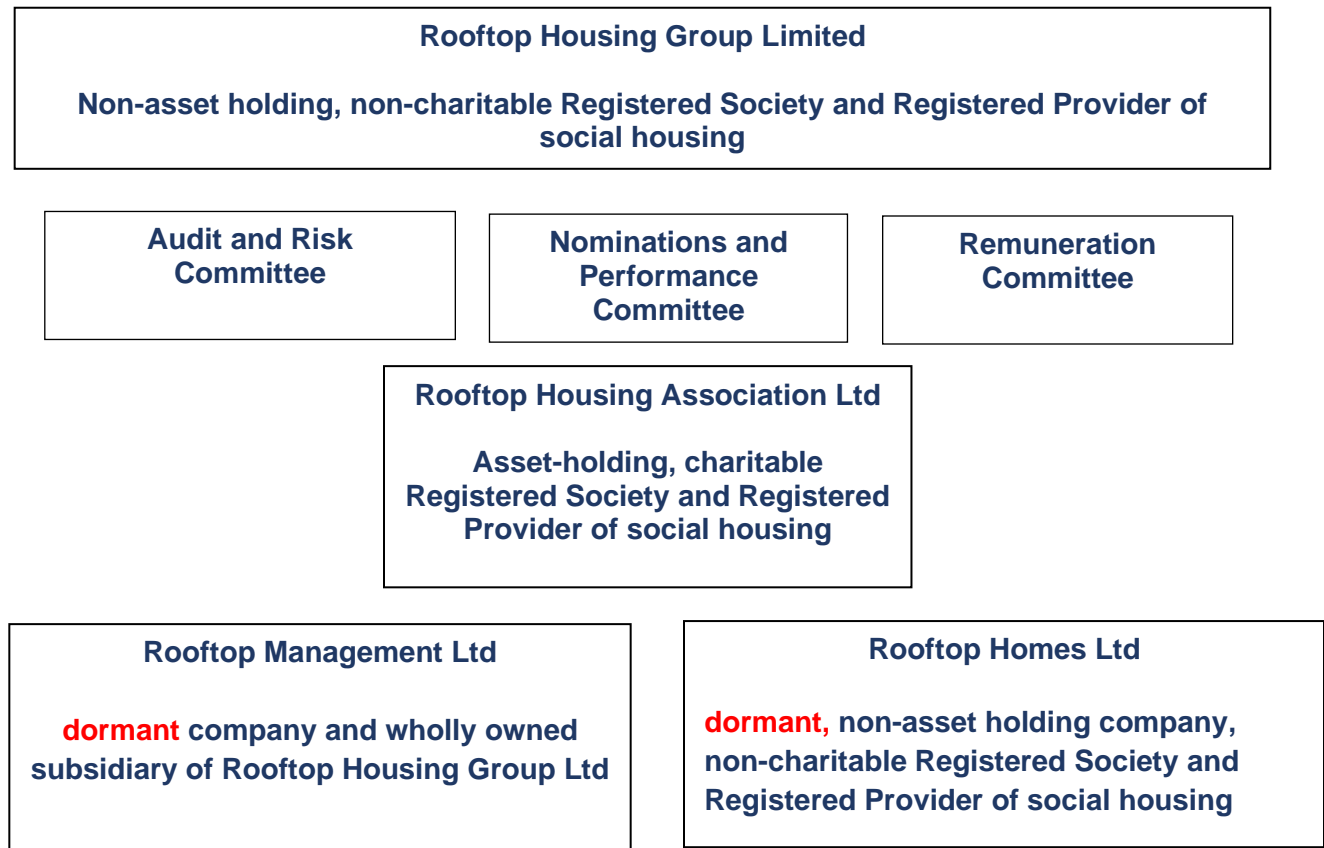 Rooftop Housing Group Limited
Non-asset holding, non-charitable Registered Society and Registered Provider of
social housing
Audit and Risk
Committee
Nominations and
Performance
Committee
Remuneration
Committee
Rooftop Housing Association Ltd
Asset-holding, charitable
Registered Society and Registered
Provider of social housing
Rooftop Management Ltd
dormant company and wholly owned
subsidiary of Rooftop Housing Group Ltd
Rooftop Homes Ltd
dormant, non-asset holding company,
non-charitable Registered Society and
Registered Provider of social housing